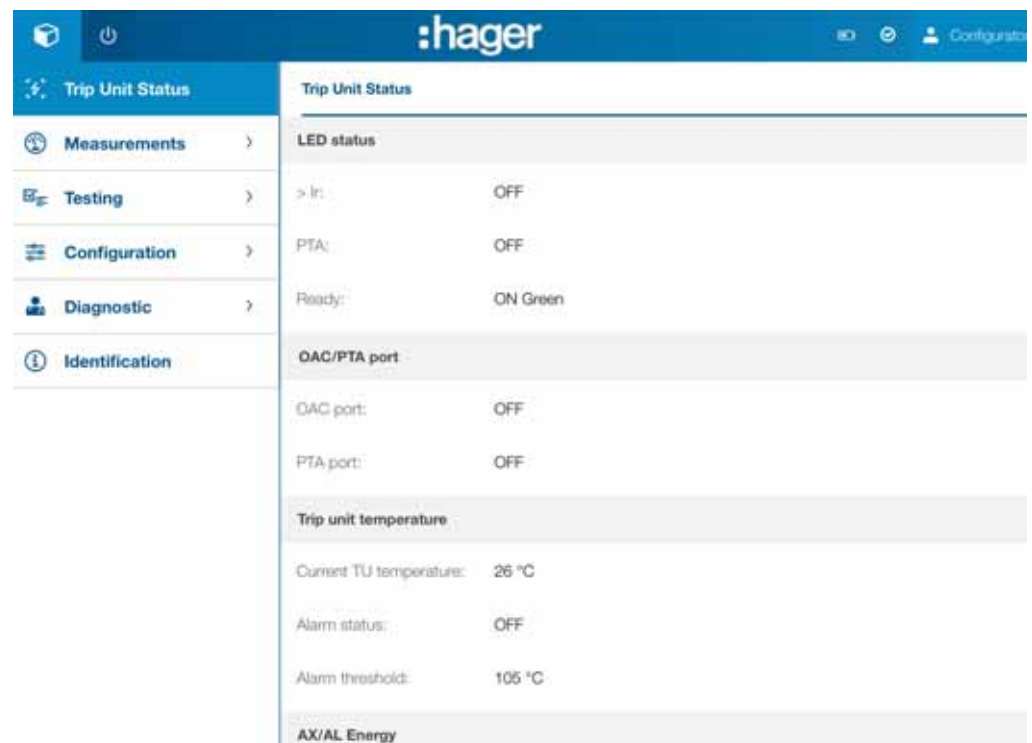 :hager
Configurator
Trip Unit Status
Measurements
Testing
Configuration
Diagnostic
Identification
Trip Unit Status
LED status
> Ir: OFF
PTA: OFF
Ready: ON Green
OAC/PTA port
OAC port: OFF
PTA port: OFF
Trip unit temperature
Current TU temperature: 26 °C
Alarm status: OFF
Alarm threshold: 105 °C
AX/AL Energy